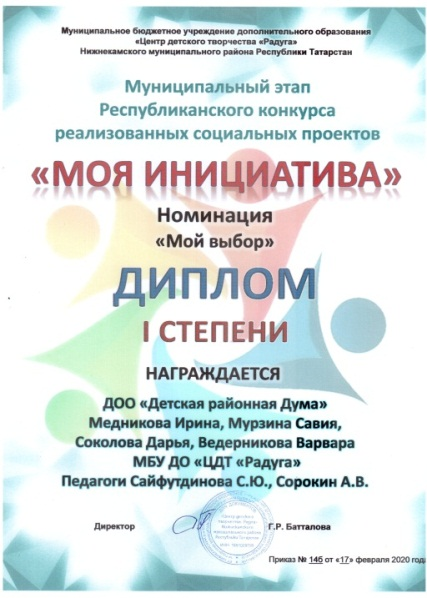 Муниципальное бюджетное учреждение дополнительного образования
«Центр детского творчества «Радуга»
Нижнекамского муниципального района Республики Татарстан
Муниципальный этап
Республиканского конкурса
реализованных социальных проектов
«МОЯ ИНИЦИАТИВА»
Номинация
«Мой выбор»
ДИПЛОМ
I СТЕПЕНИ
НАГРАЖДАЕТСЯ
ДОО «Детская районная Дума»
Медникова Ирина, Мурзина Савия,
Соколова Дарья, Ведерникова Варвара
МБУ ДО «ЦДТ «Радуга»
Педагоги Сайфутдинова С.Ю., Сорокин А.В.
Директор
Г.Р. Батталова
Приказ № 146 от «17» февраля 2020 года